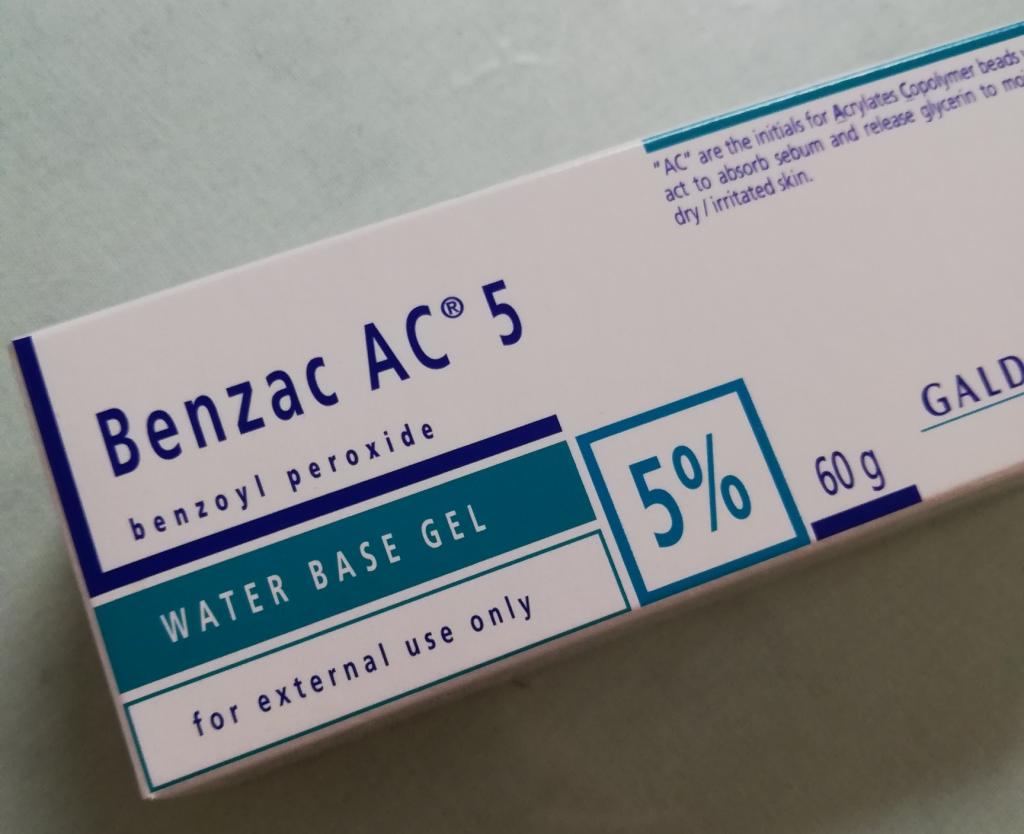 "AC" are the initials for Acrylates Copolymer beads
act to absorb sebum and release glycerin to
dry / irritated skin.
Benzac AC® 5
benzoyl peroxide
WATER BASE GEL
for external use only
5%
60 g
GALD